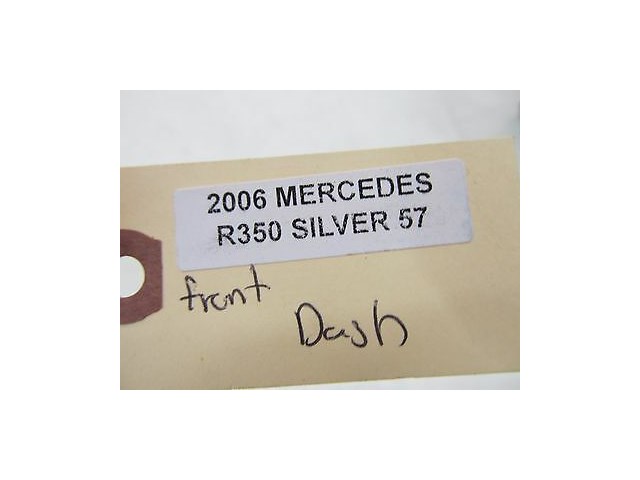 2006 MERCEDES
R350 SILVER 57
front
Dash